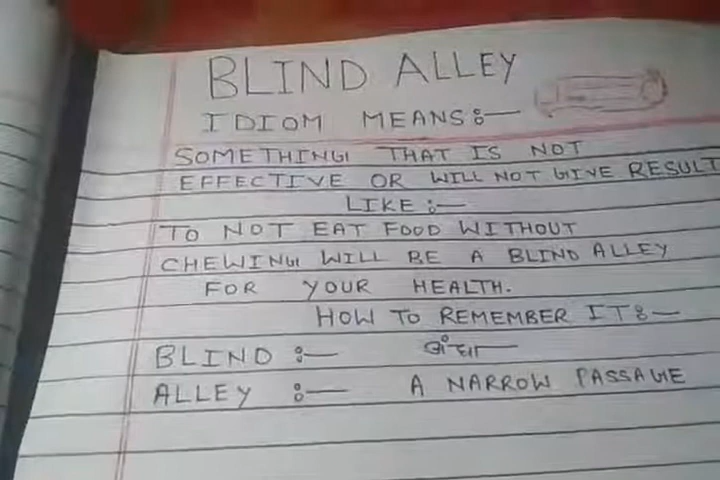 BLIND ALLEY
IDIOM MEANS:—
SOMETHING THAT IS NOT
EFFECTIVE OR WILL NOT GIVE RESULT
LIKE:—
TO NOT EAT FOOD WITHOUT
CHEWING WILL BE A BLIND ALLEY
FOR YOUR HEALTH.
HOW TO REMEMBER IT:—
BLIND :— अंधा
ALLEY :— A NARROW PASSAGE